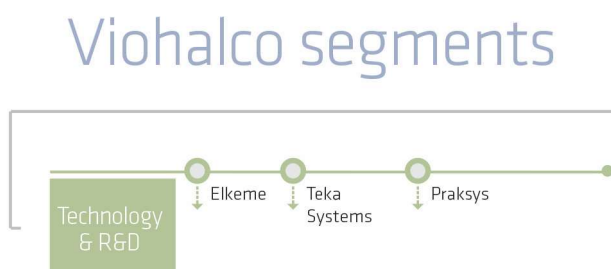 Viohalco segments
Elkeme
Teka
Systems
Praksys
Technology
& R&D